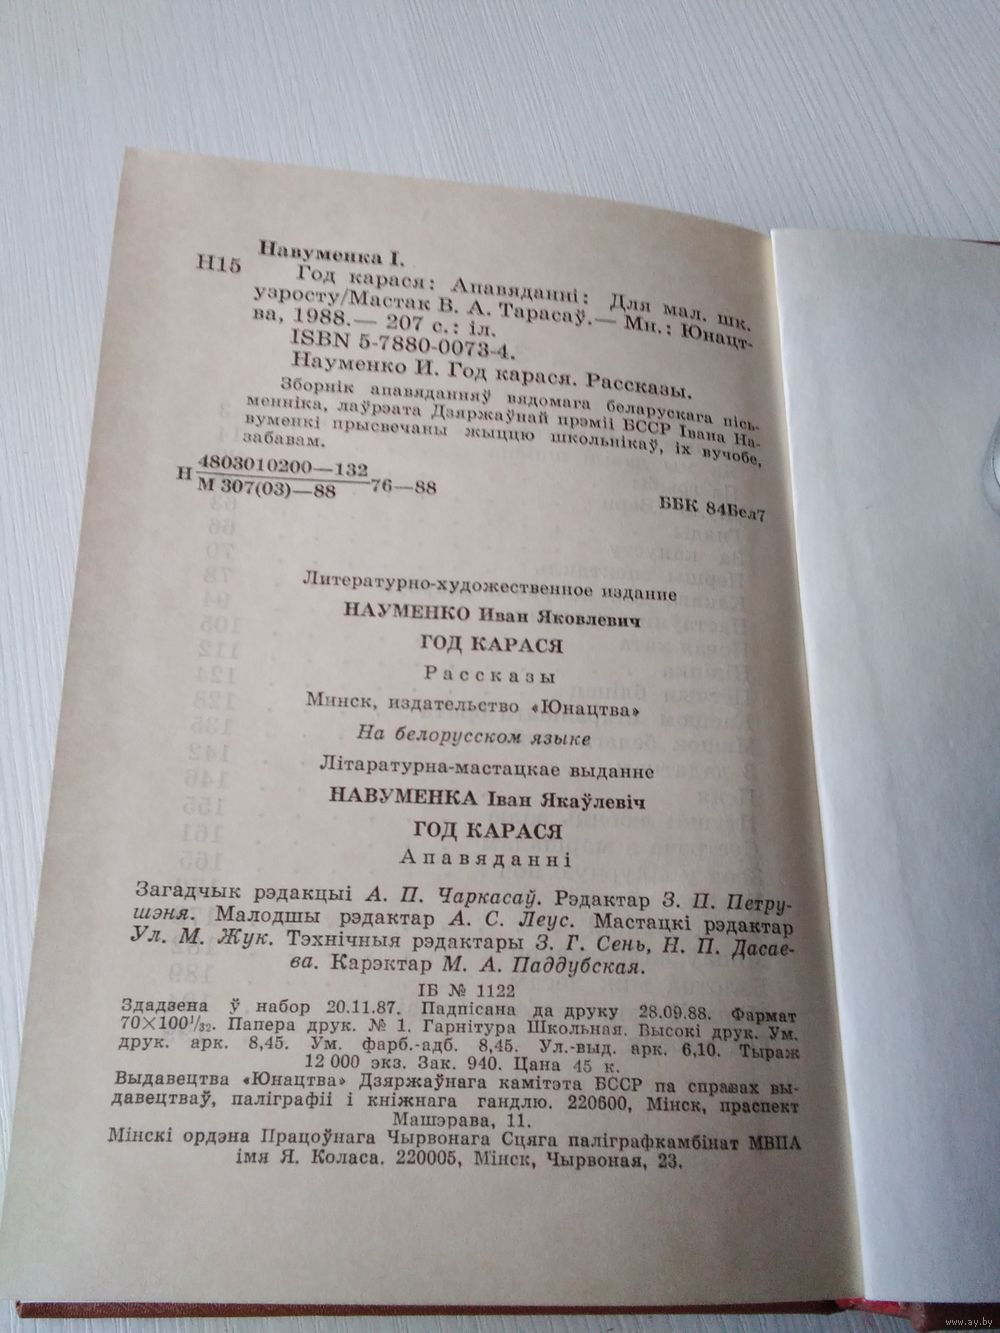 Навуменка І.
Н15
Год карася: Апавяданні: Для мал. шк.
узросту/Мастак В. А. Тарасаў.— Мн.: Юнацт-
ва, 1988.— 207 с.: іл.
ISBN 5-7880-0073-4.
Науменко И. Год карася. Рассказы.
Зборнік апавяданняў вядомага беларускага пісь-
менніка, лаўрэата Дзяржаўнай прэміі БССР Івана На-
вуменкі прысвечаны жыццю школьнікаў, іх вучобе,
забавам.
Н 4803010200—132
М 307(03)—88 76—88
ББК 84Бел7
Литературно-художественное издание
НАУМЕНКО Иван Яковлевич
ГОД КАРАСЯ
Рассказы
Минск, издательство «Юнацтва»
На белорусском языке
Літаратурна-мастацкае выданне
НАВУМЕНКА Іван Якаўлевіч
ГОД КАРАСЯ
Апавяданні
Загадчык рэдакцыі А. П. Чаркасаў. Рэдактар З. П. Петру-
шэня. Малодшы рэдактар А. С. Леус. Мастацкі рэдактар
Ул. М. Жук. Тэхнічныя рэдактары З. Г. Сень, Н. П. Дасае-
ва. Карэктар М. А. Паддубская.
ІБ № 1122
Здадзена ў набор 20.11.87. Падпісана да друку 28.09.88. Фармат
70×100¹/₃₂. Папера друк. № 1. Гарнітура Школьная. Высокі друк. Ум.
друк. арк. 8,45. Ум. фарб.-адб. 8,45. Ул.-выд. арк. 6,10. Тыраж
12 000 экз. Зак. 940. Цана 45 к.
Выдавецтва «Юнацтва» Дзяржаўнага камітэта БССР па справах вы-
давецтваў, паліграфіі і кніжнага гандлю. 220600, Мінск, праспект
Машэрава, 11.
Мінскі ордэна Працоўнага Чырвонага Сцяга паліграфкамбінат МВПА
імя Я. Коласа. 220005, Мінск, Чырвоная, 23.
www.ay.by